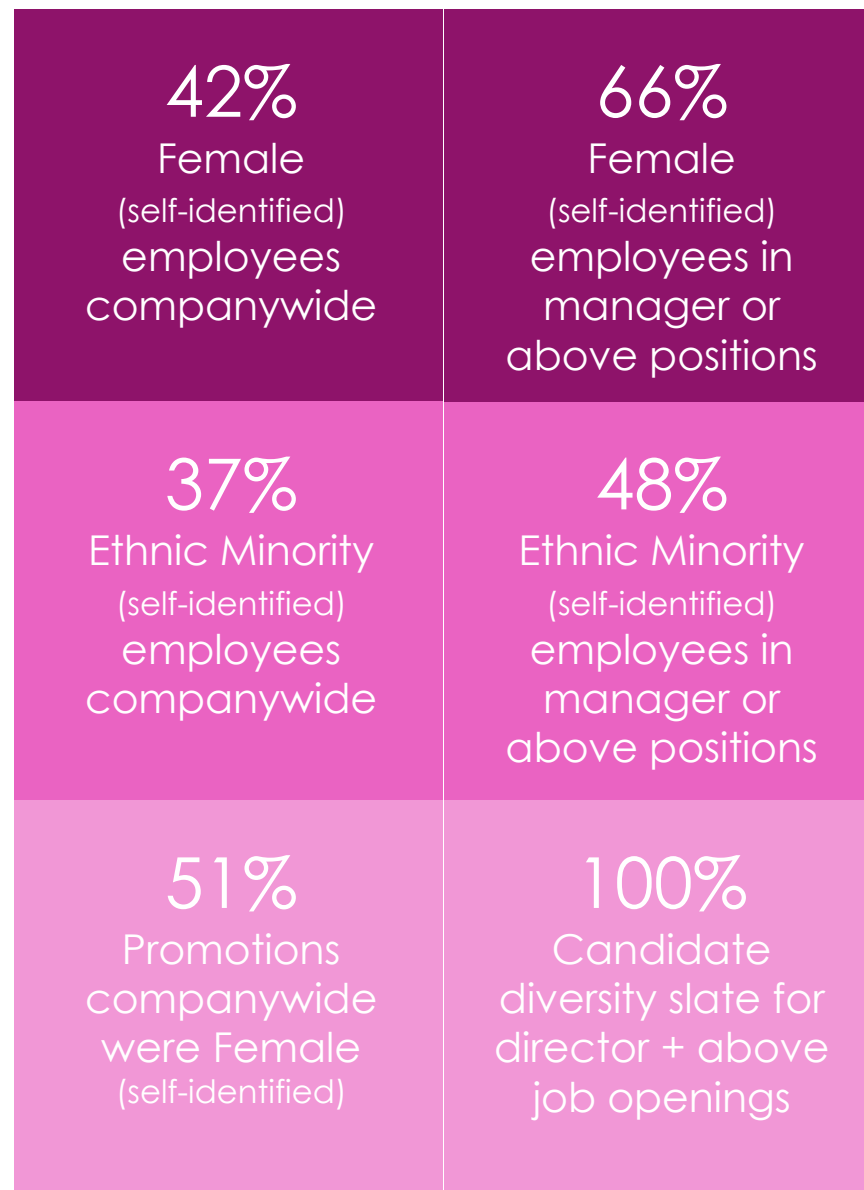 42%
Female
(self-identified)
employees
companywide
66%
Female
(self-identified)
employees in
manager or
above positions
37%
Ethnic Minority
(self-identified)
employees
companywide
48%
Ethnic Minority
(self-identified)
employees in
manager or
above positions
51%
Promotions
companywide
were Female
(self-identified)
100%
Candidate
diversity slate for
director + above
job openings